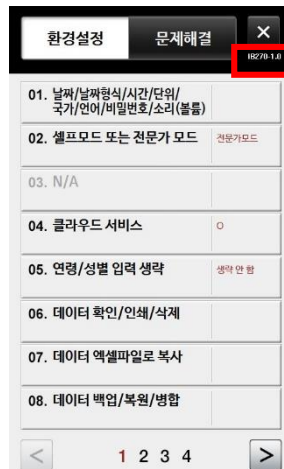 환경설정 문제해결 ×
IB270-1.0
01. 날짜/날짜형식/시간/단위/
국가/언어/비밀번호/소리(볼륨)
02. 셀프모드 또는 전문가 모드 전문가모드
03. N/A
04. 클라우드 서비스 O
05. 연령/성별 입력 생략 생략 안 함
06. 데이터 확인/인쇄/삭제
07. 데이터 엑셀파일로 복사
08. 데이터 백업/복원/병합
< 1 2 3 4 >